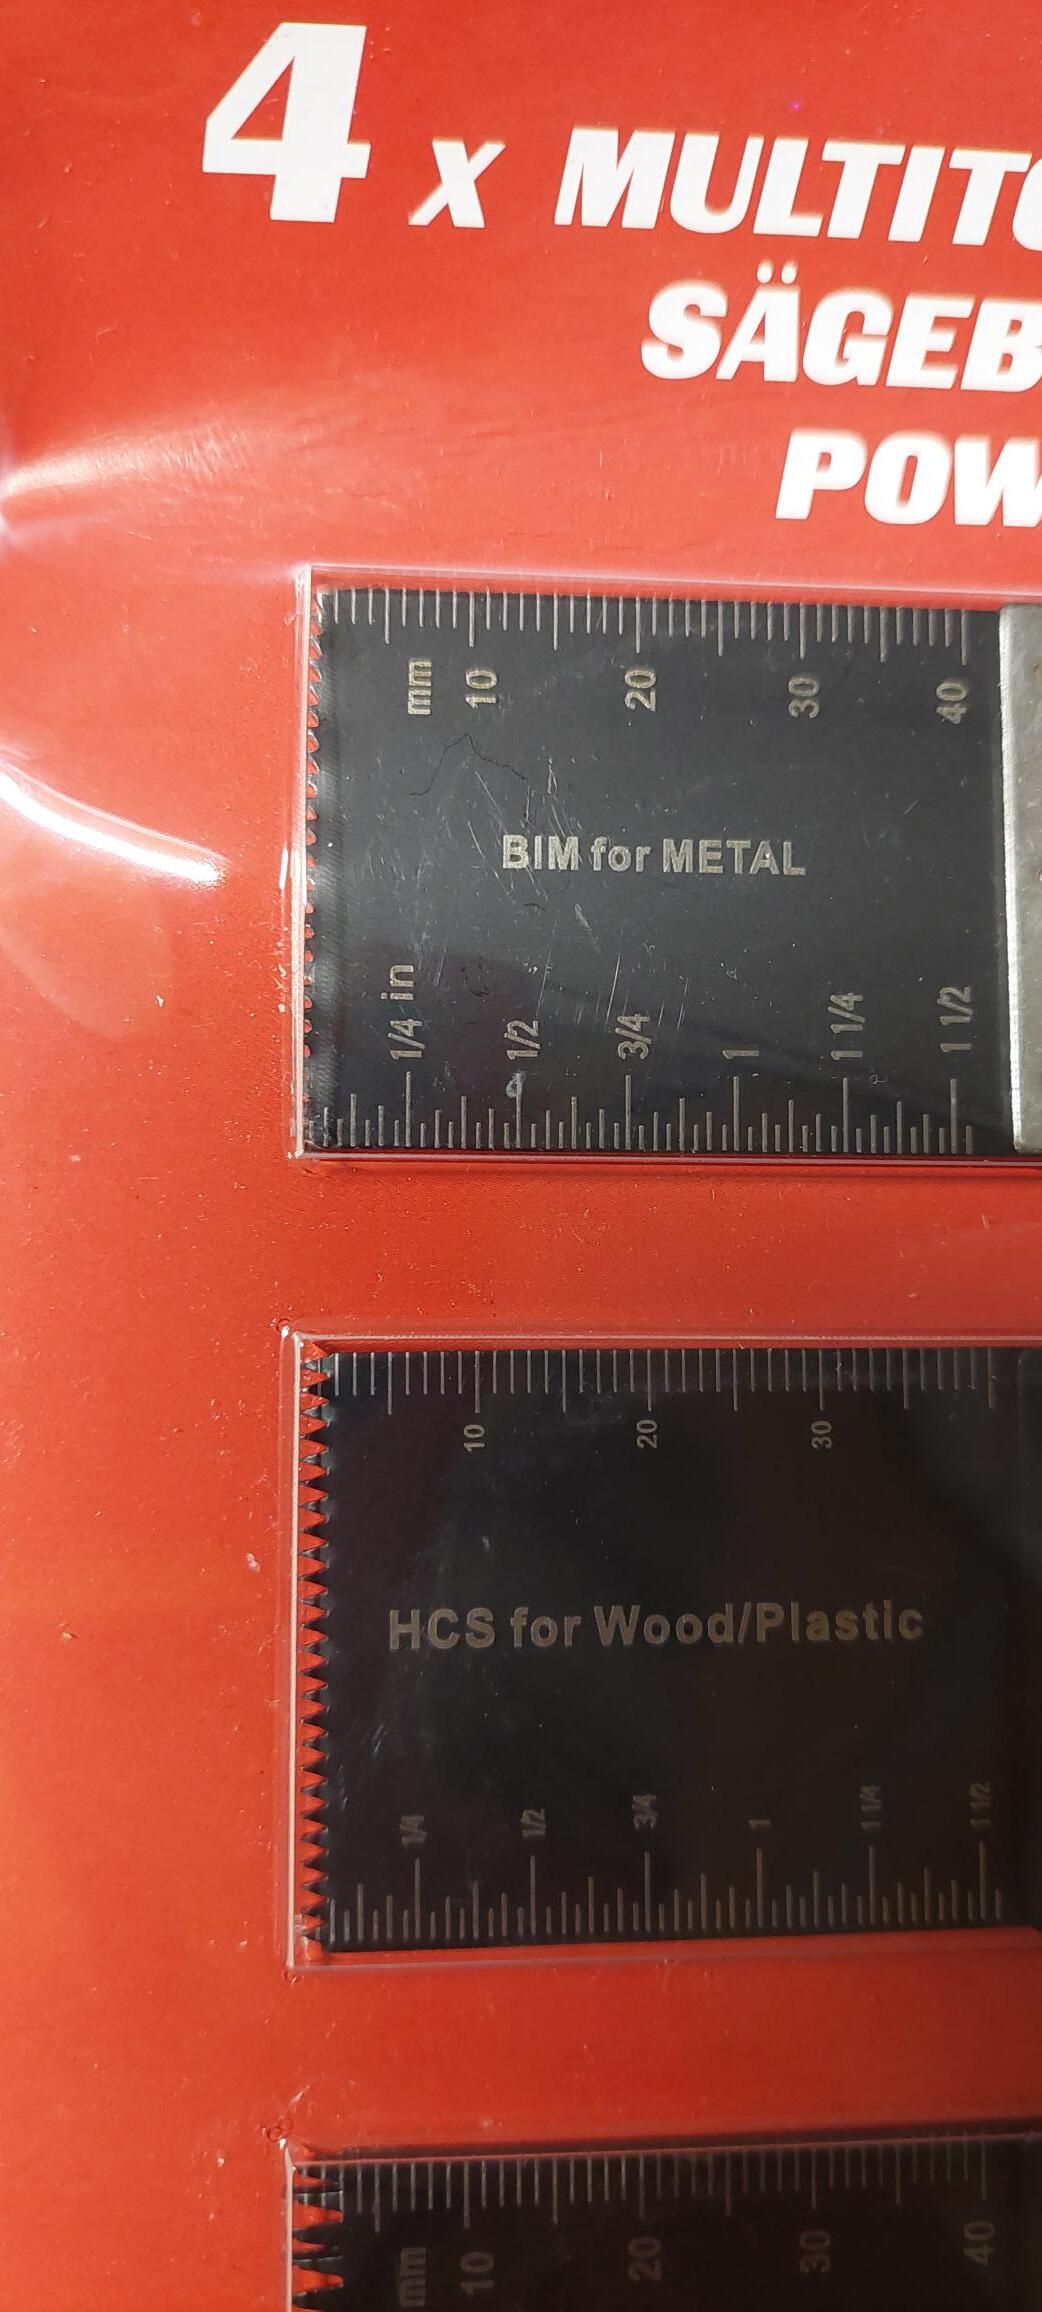 4 x MULTITO
SÄGEB
POW
mm 10 20 30 40
BIM for METAL
1/4 in 1/2 3/4 1 1 1/4 1 1/2
10 20 30
HCS for Wood/Plastic
1/4 1/2 3/4 1 1 1/4 1 1/2
mm 10 20 30 40